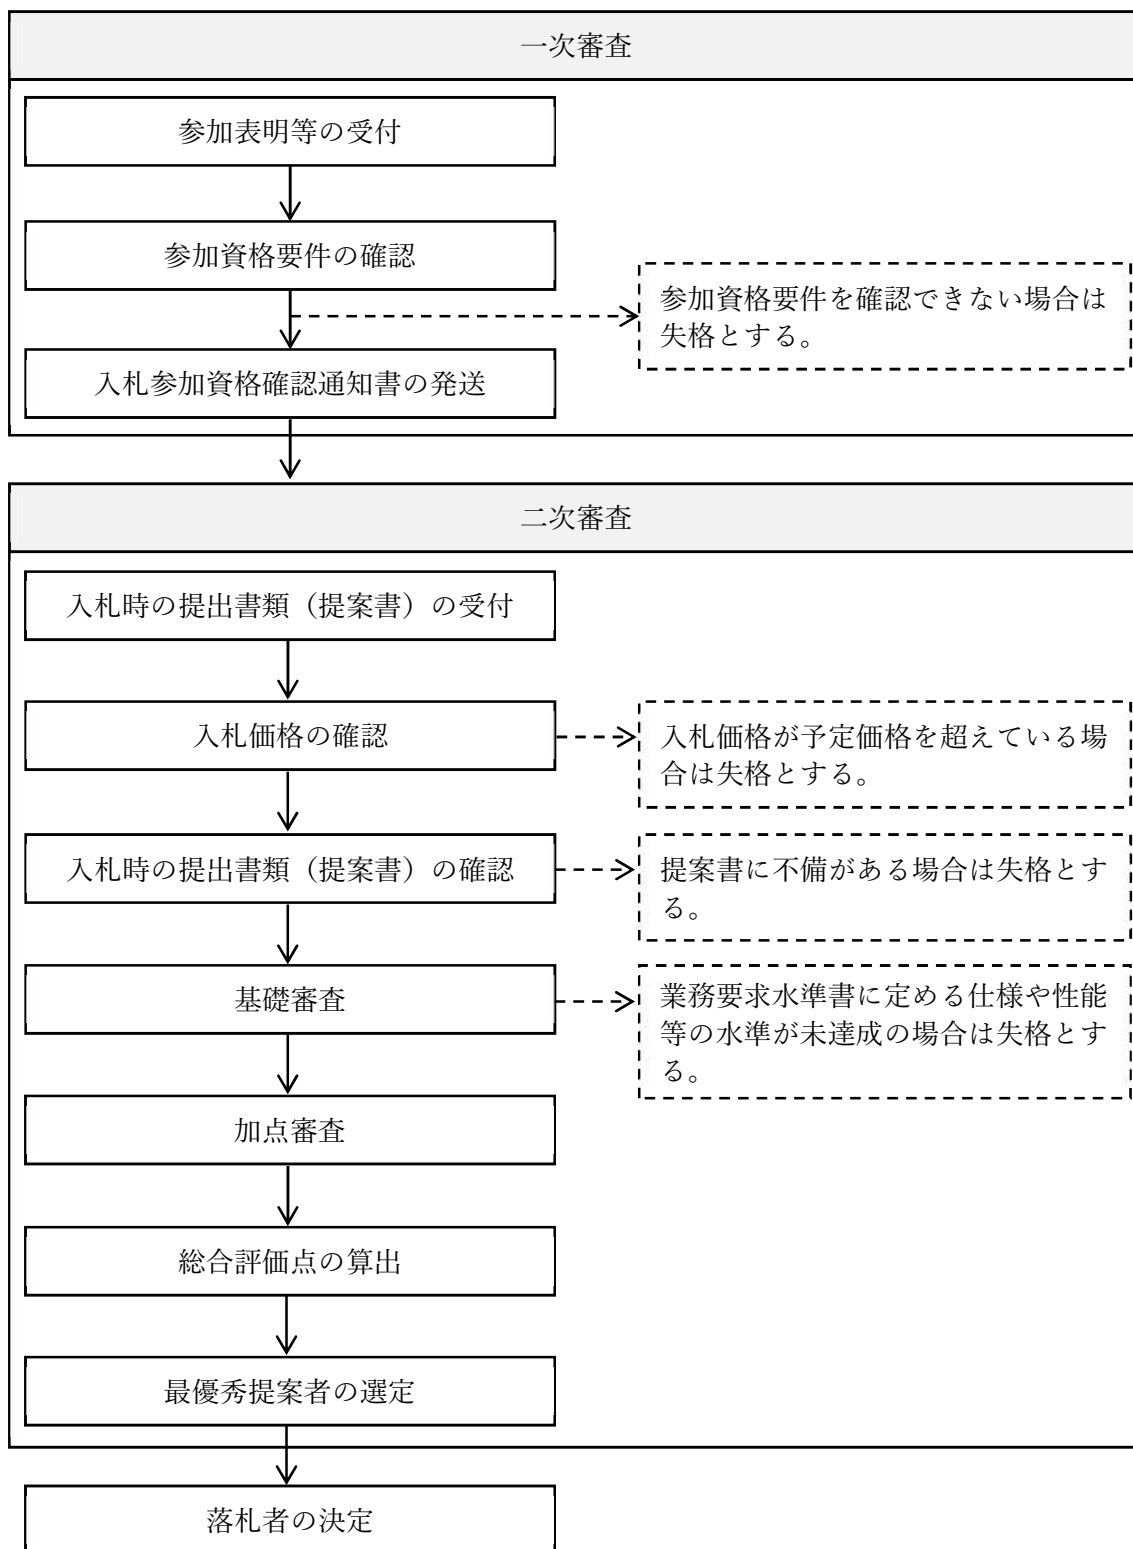 一次審査
参加表明等の受付
参加資格要件の確認
参加資格要件を確認できない場合は
失格とする。
入札参加資格確認通知書の発送
二次審査
入札時の提出書類（提案書）の受付
入札価格の確認
入札価格が予定価格を超えている場
合は失格とする。
入札時の提出書類（提案書）の確認
提案書に不備がある場合は失格とす
る。
基礎審査
業務要求水準書に定める仕様や性能
等の水準が未達成の場合は失格とす
る。
加点審査
総合評価点の算出
最優秀提案者の選定
落札者の決定